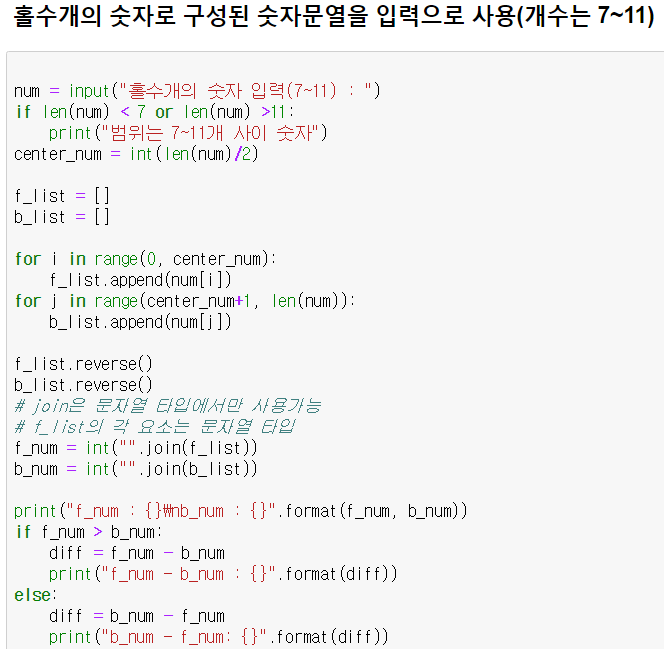 홀수개의 숫자로 구성된 숫자문열을 입력으로 사용(개수는 7~11)
num = input("홀수개의 숫자 입력(7~11) : ")
if len(num) < 7 or len(num) >11:
    print("범위는 7~11개 사이 숫자")
center_num = int(len(num)/2)
f_list = []
b_list = []
for i in range(0, center_num):
    f_list.append(num[i])
for j in range(center_num+1, len(num)):
    b_list.append(num[j])
f_list.reverse()
b_list.reverse()
# join은 문자열 타입에서만 사용가능
# f_list의 각 요소는 문자열 타입
f_num = int("".join(f_list))
b_num = int("".join(b_list))
print("f_num : {}₩nb_num : {}".format(f_num, b_num))
if f_num > b_num:
    diff = f_num - b_num
    print("f_num - b_num : {}".format(diff))
else:
    diff = b_num - f_num
    print("b_num - f_num: {}".format(diff))